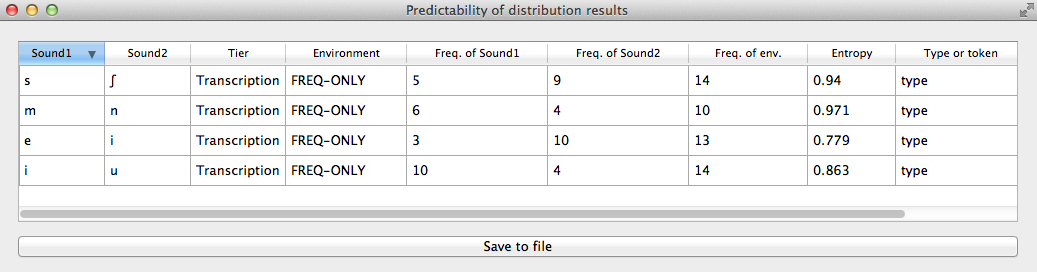 Predictability of distribution results
Sound1 Sound2 Tier Environment Freq. of Sound1 Freq. of Sound2 Freq. of env. Entropy Type or token
s ʃ Transcription FREQ-ONLY 5 9 14 0.94 type
m n Transcription FREQ-ONLY 6 4 10 0.971 type
e i Transcription FREQ-ONLY 3 10 13 0.779 type
i u Transcription FREQ-ONLY 10 4 14 0.863 type
Save to file